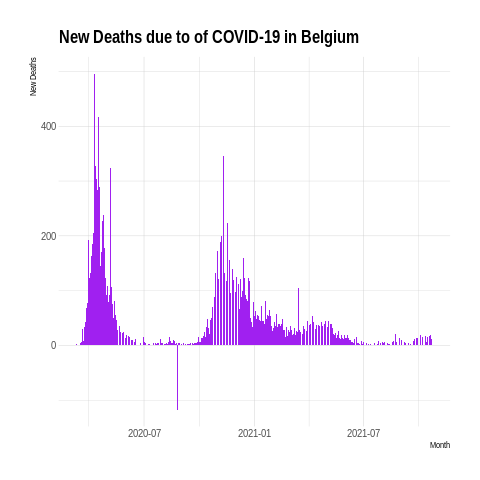 New Deaths due to of COVID-19 in Belgium
New Deaths
400
200
0
2020-07 2021-01 2021-07
Month